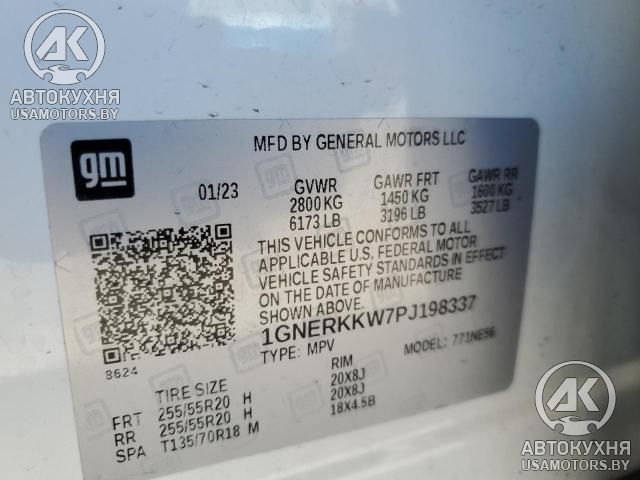 AK
АВТОКУХНЯ
USAMOTORS.BY
gm
MFD BY GENERAL MOTORS LLC
01/23
GVWR
2800 KG
6173 LB
GAWR FRT
1450 KG
3196 LB
GAWR RR
1600 KG
3527 LB
THIS VEHICLE CONFORMS TO ALL
APPLICABLE U.S. FEDERAL MOTOR
VEHICLE SAFETY STANDARDS IN EFFECT
ON THE DATE OF MANUFACTURE
SHOWN ABOVE.
1GNERKKW7PJ198337
TYPE: MPV
MODEL: 771NE56
8624
TIRE SIZE
RIM
FRT 255/55R20 H 20X8J
RR 255/55R20 H 20X8J
SPA T135/70R18 M 18X4.5B
AK
АВТОКУХНЯ
USAMOTORS.BY